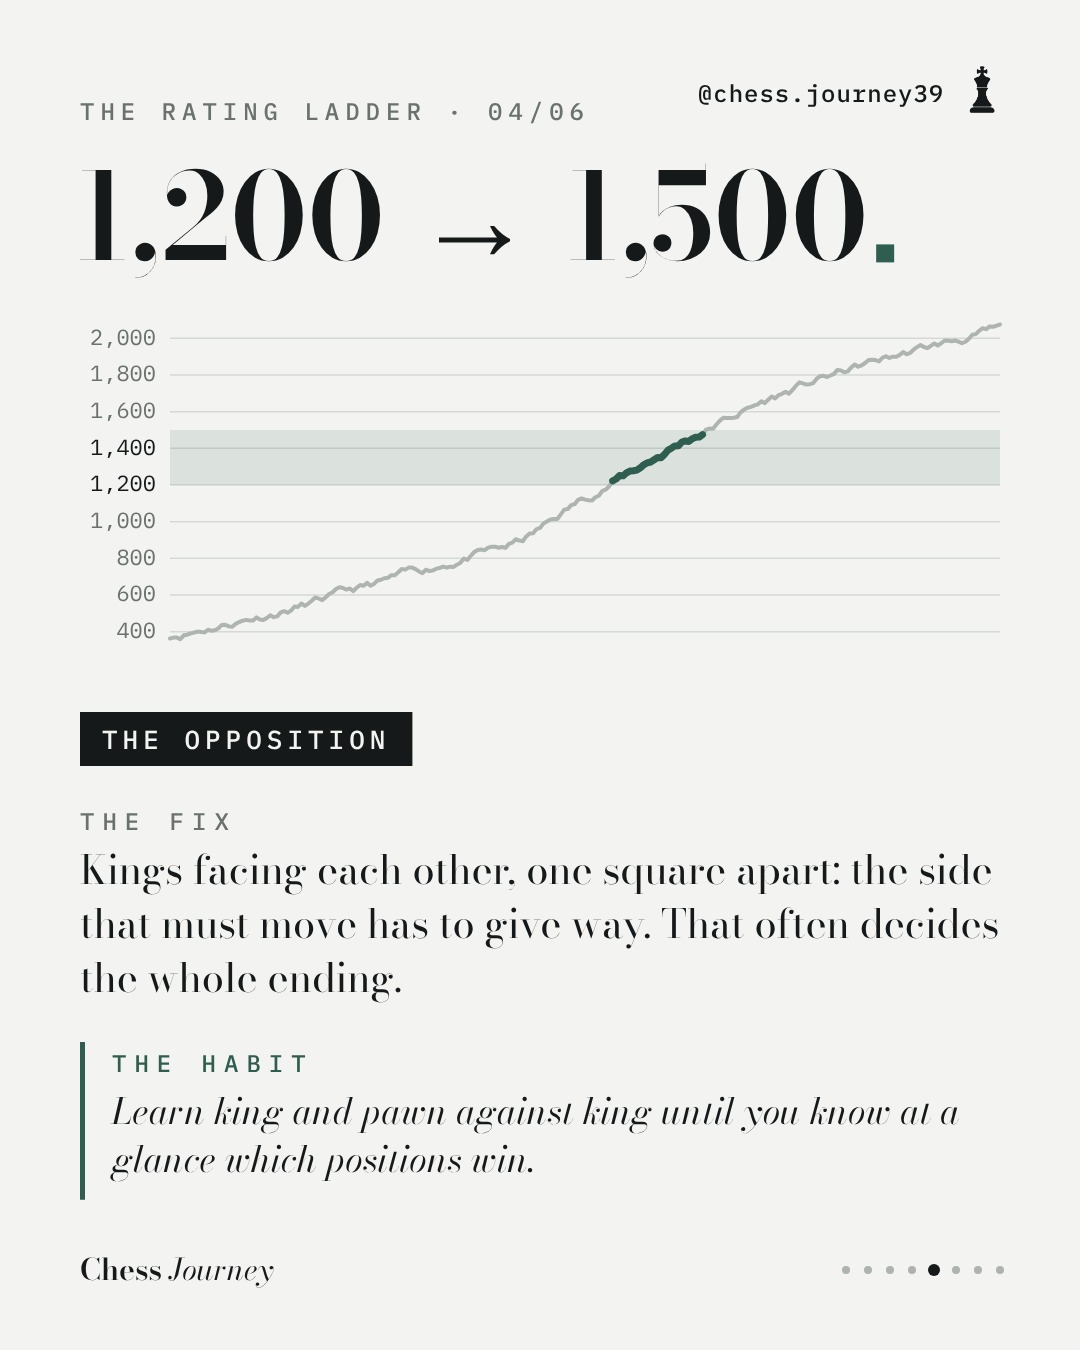 THE RATING LADDER · 04/06
@chess.journey39
1,200 → 1,500.
2,000
1,800
1,600
1,400
1,200
1,000
800
600
400
THE OPPOSITION
THE FIX
Kings facing each other, one square apart: the side
that must move has to give way. That often decides
the whole ending.
THE HABIT
Learn king and pawn against king until you know at a
glance which positions win.
Chess Journey